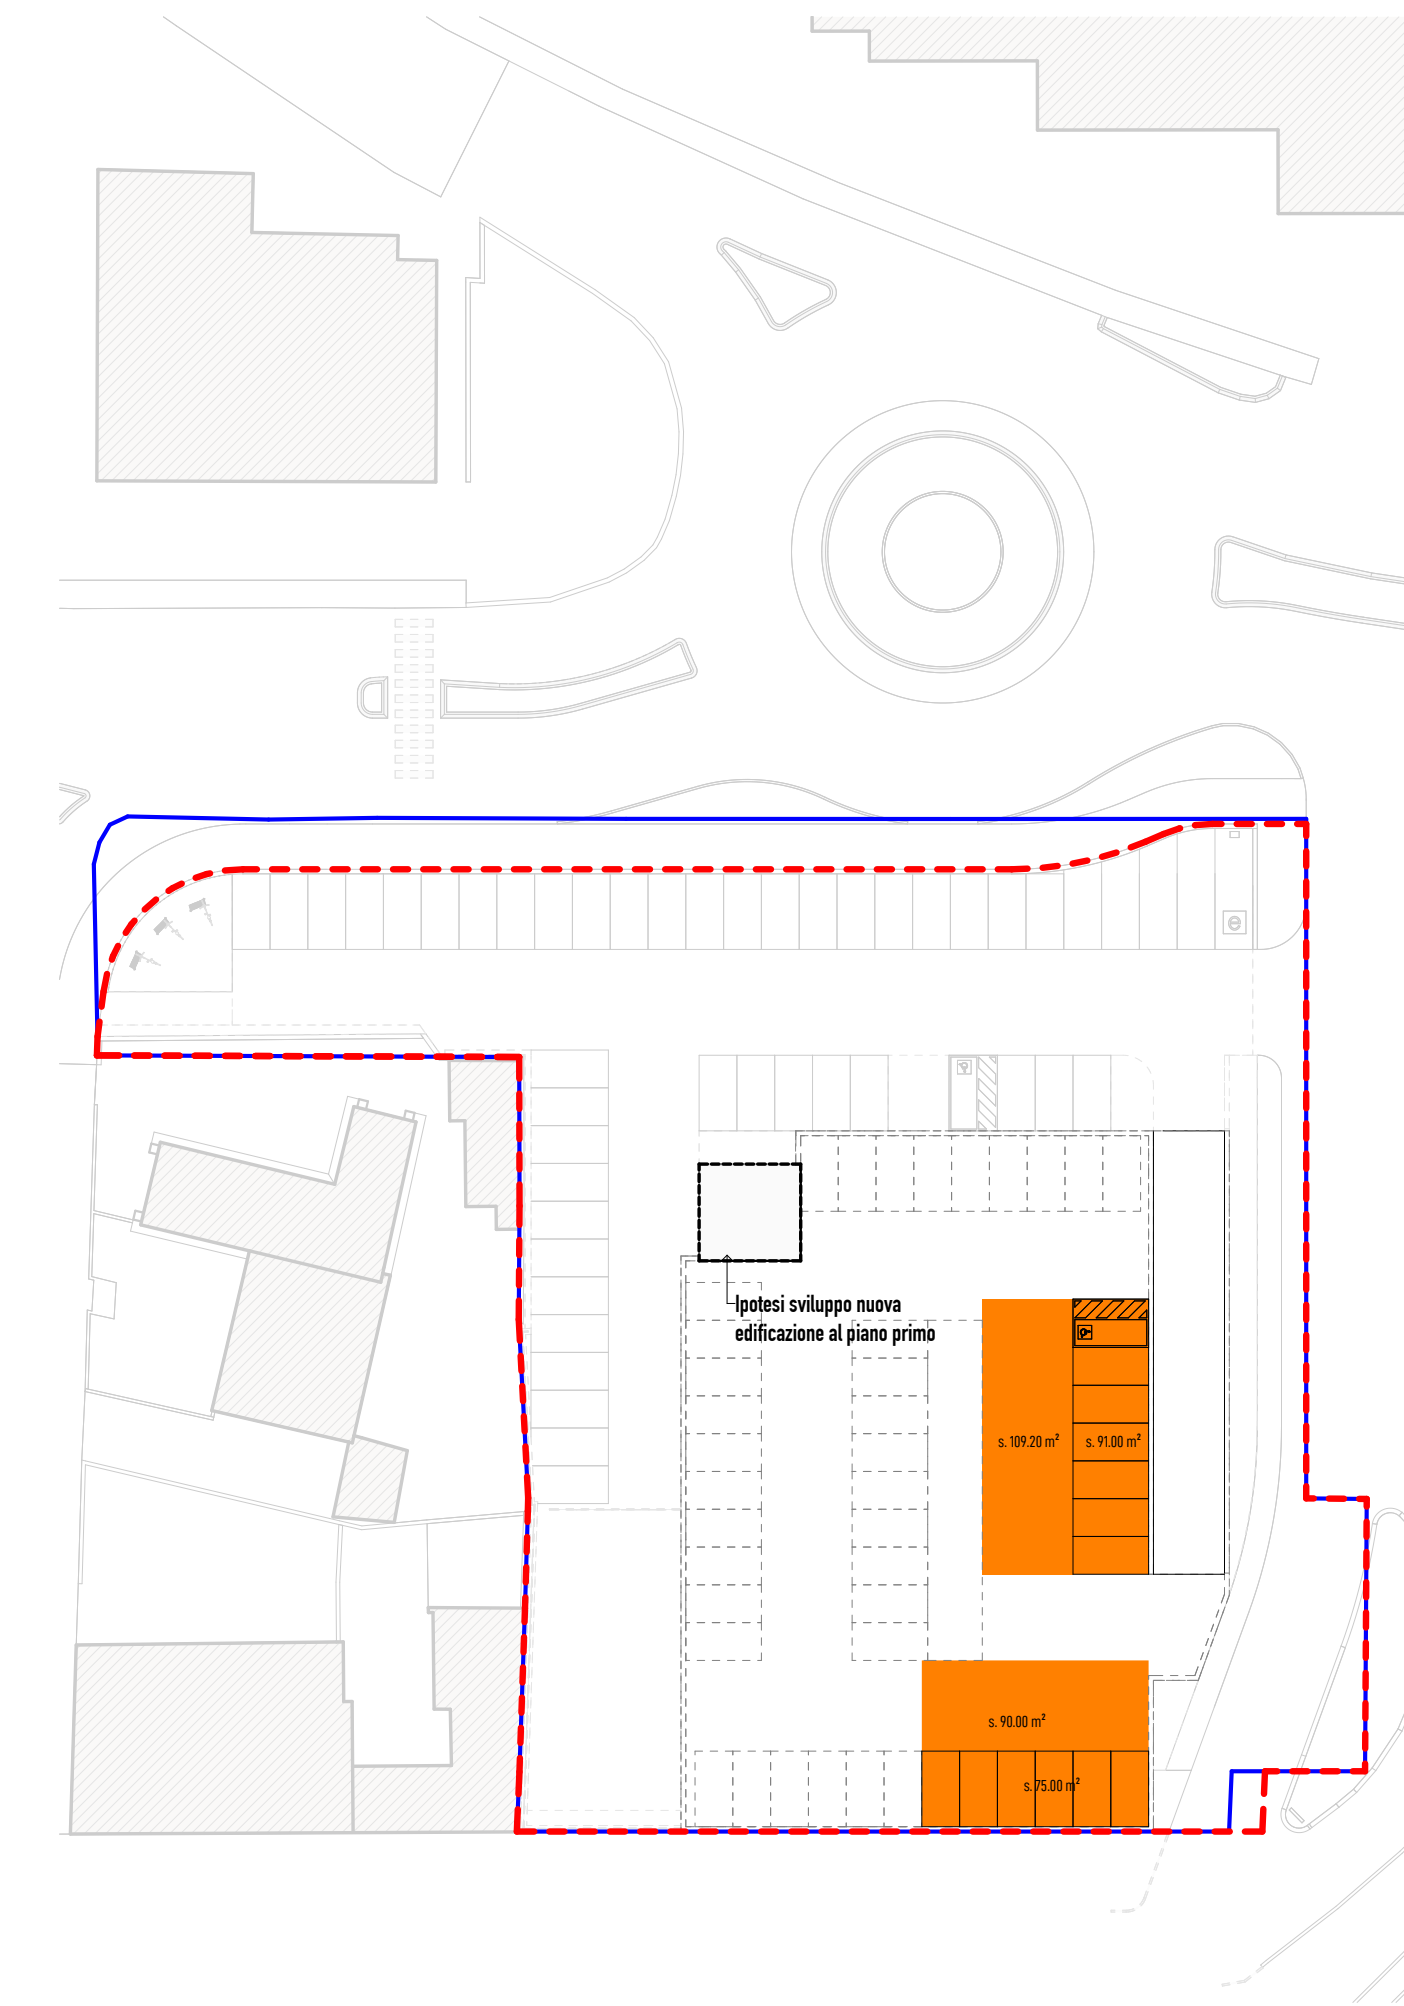 Ipotesi sviluppo nuova
edificazione al piano primo
s. 109.20 m²
s. 91.00 m²
s. 90.00 m²
s. 75.00 m²